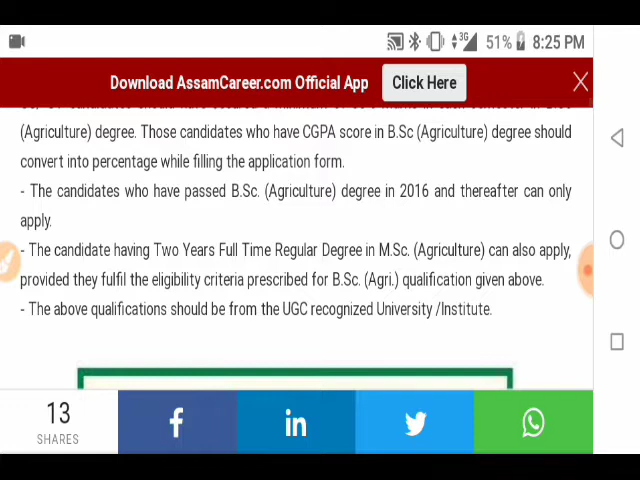 3G 51% 8:25 PM
Download AssamCareer.com Official App Click Here
(Agriculture) degree. Those candidates who have CGPA score in B.Sc (Agriculture) degree should
convert into percentage while filling the application form.
- The candidates who have passed B.Sc. (Agriculture) degree in 2016 and thereafter can only
apply.
- The candidate having Two Years Full Time Regular Degree in M.Sc. (Agriculture) can also apply,
provided they fulfil the eligibility criteria prescribed for B.Sc. (Agri.) qualification given above.
- The above qualifications should be from the UGC recognized University /Institute.
13
SHARES